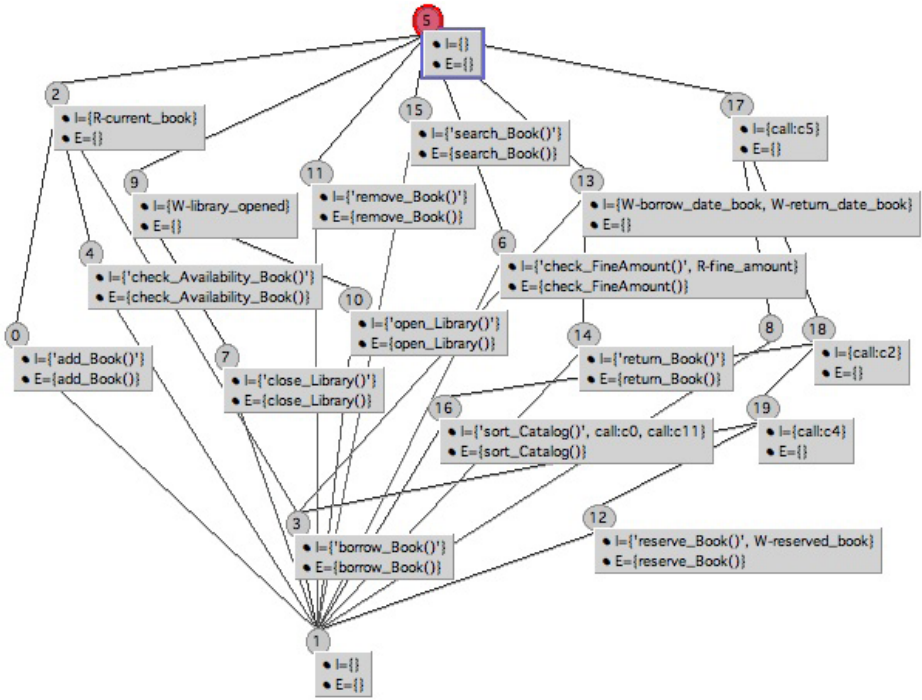 5
I={}
E={}
2
I={R-current_book}
E={}
15
I={'search_Book()'}
E={search_Book()}
17
I={call:c5}
E={}
9
I={W-library_opened}
E={}
11
I={'remove_Book()'}
E={remove_Book()}
13
I={W-borrow_date_book, W-return_date_book}
E={}
4
I={'check_Availability_Book()'}
E={check_Availability_Book()}
6
I={'check_FineAmount()', R-fine_amount}
E={check_FineAmount()}
10
I={'open_Library()'}
E={open_Library()}
0
I={'add_Book()'}
E={add_Book()}
7
I={'close_Library()'}
E={close_Library()}
14
I={'return_Book()'}
E={return_Book()}
8
18
I={call:c2}
E={}
16
I={'sort_Catalog()', call:c0, call:c11}
E={sort_Catalog()}
19
I={call:c4}
E={}
3
I={'borrow_Book()'}
E={borrow_Book()}
12
I={'reserve_Book()', W-reserved_book}
E={reserve_Book()}
1
I={}
E={}